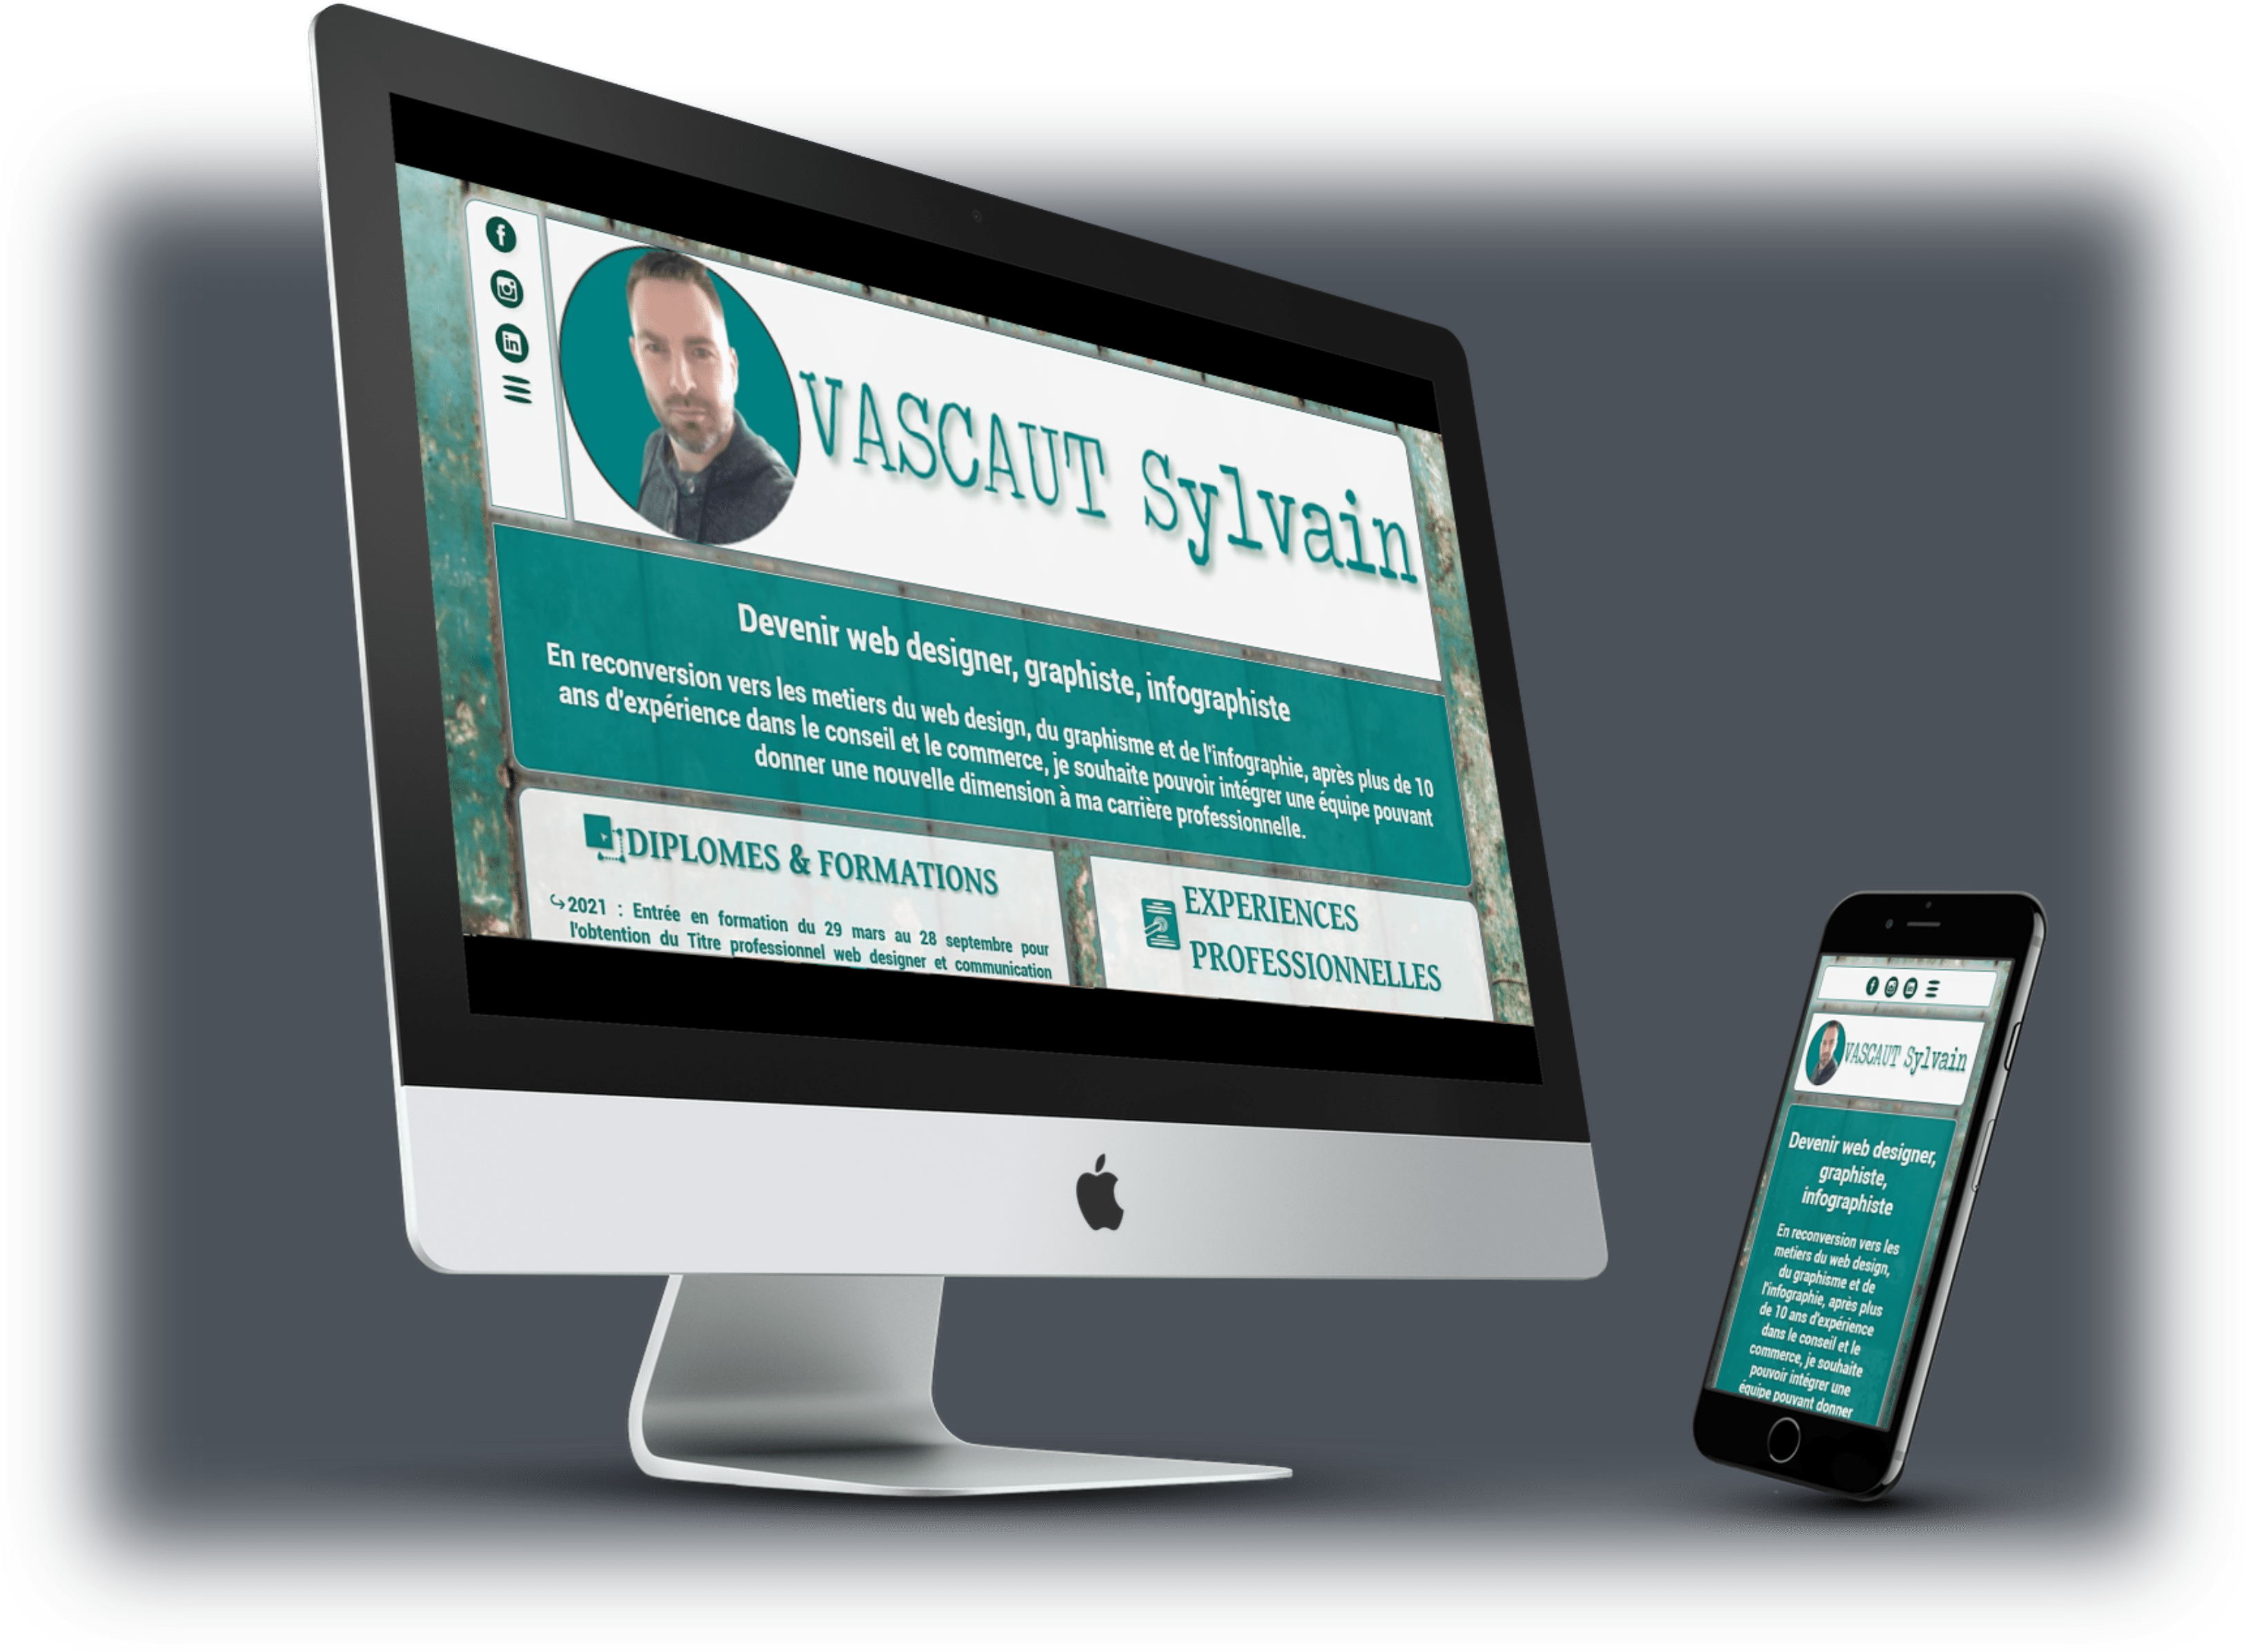 VASCAUT Sylvain
Devenir web designer, graphiste, infographiste
En reconversion vers les metiers du web design, du graphisme et de l'infographie, après plus de 10
ans d'expérience dans le conseil et le commerce, je souhaite pouvoir intégrer une équipe pouvant
donner une nouvelle dimension à ma carrière professionnelle.
DIPLOMES & FORMATIONS
2021 : Entrée en formation du 29 mars au 28 septembre pour
l'obtention du Titre professionnel web designer et communication
EXPERIENCES
PROFESSIONNELLES
VASCAUT Sylvain
Devenir web designer,
graphiste,
infographiste
En reconversion vers les
metiers du web design,
du graphisme et de
l'infographie, après plus
de 10 ans d'expérience
dans le conseil et le
commerce, je souhaite
pouvoir intégrer une
équipe pouvant donner